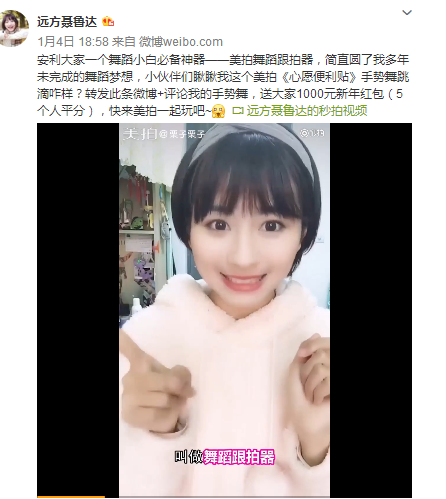 远方聂鲁达
1月4日 18:58 来自 微博weibo.com
安利大家一个舞蹈小白必备神器——美拍舞蹈跟拍器，简直圆了我多年
未完成的舞蹈梦想，小伙伴们瞅瞅我这个美拍《心愿便利贴》手势舞跳
滴咋样？转发此条微博+评论我的手势舞，送大家1000元新年红包（5
个人平分），快来美拍一起玩吧~ 远方聂鲁达的秒拍视频
美拍 @栗子栗子
叫做舞蹈跟拍器